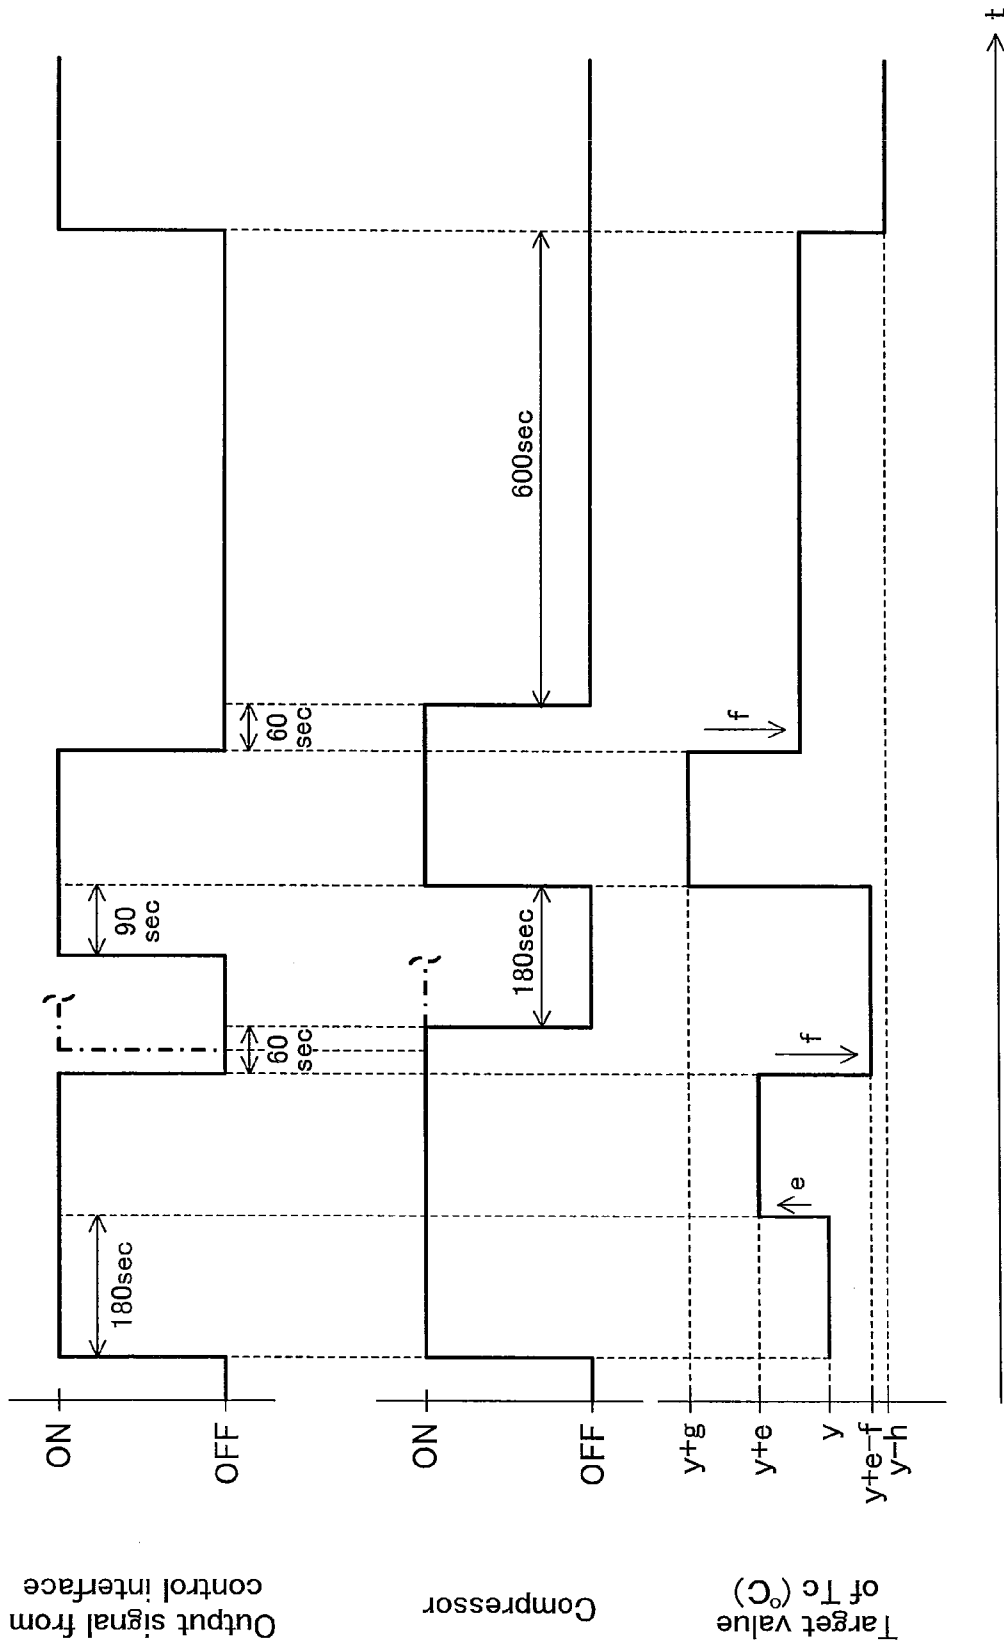 Output signal from
control interface
ON
OFF
180sec
60
sec
90
sec
60
sec
Compressor
ON
OFF
180sec
600sec
Target value
of Tc (°C)
y+g
y+e
y
y+e-f
y-h
e
f
f
t